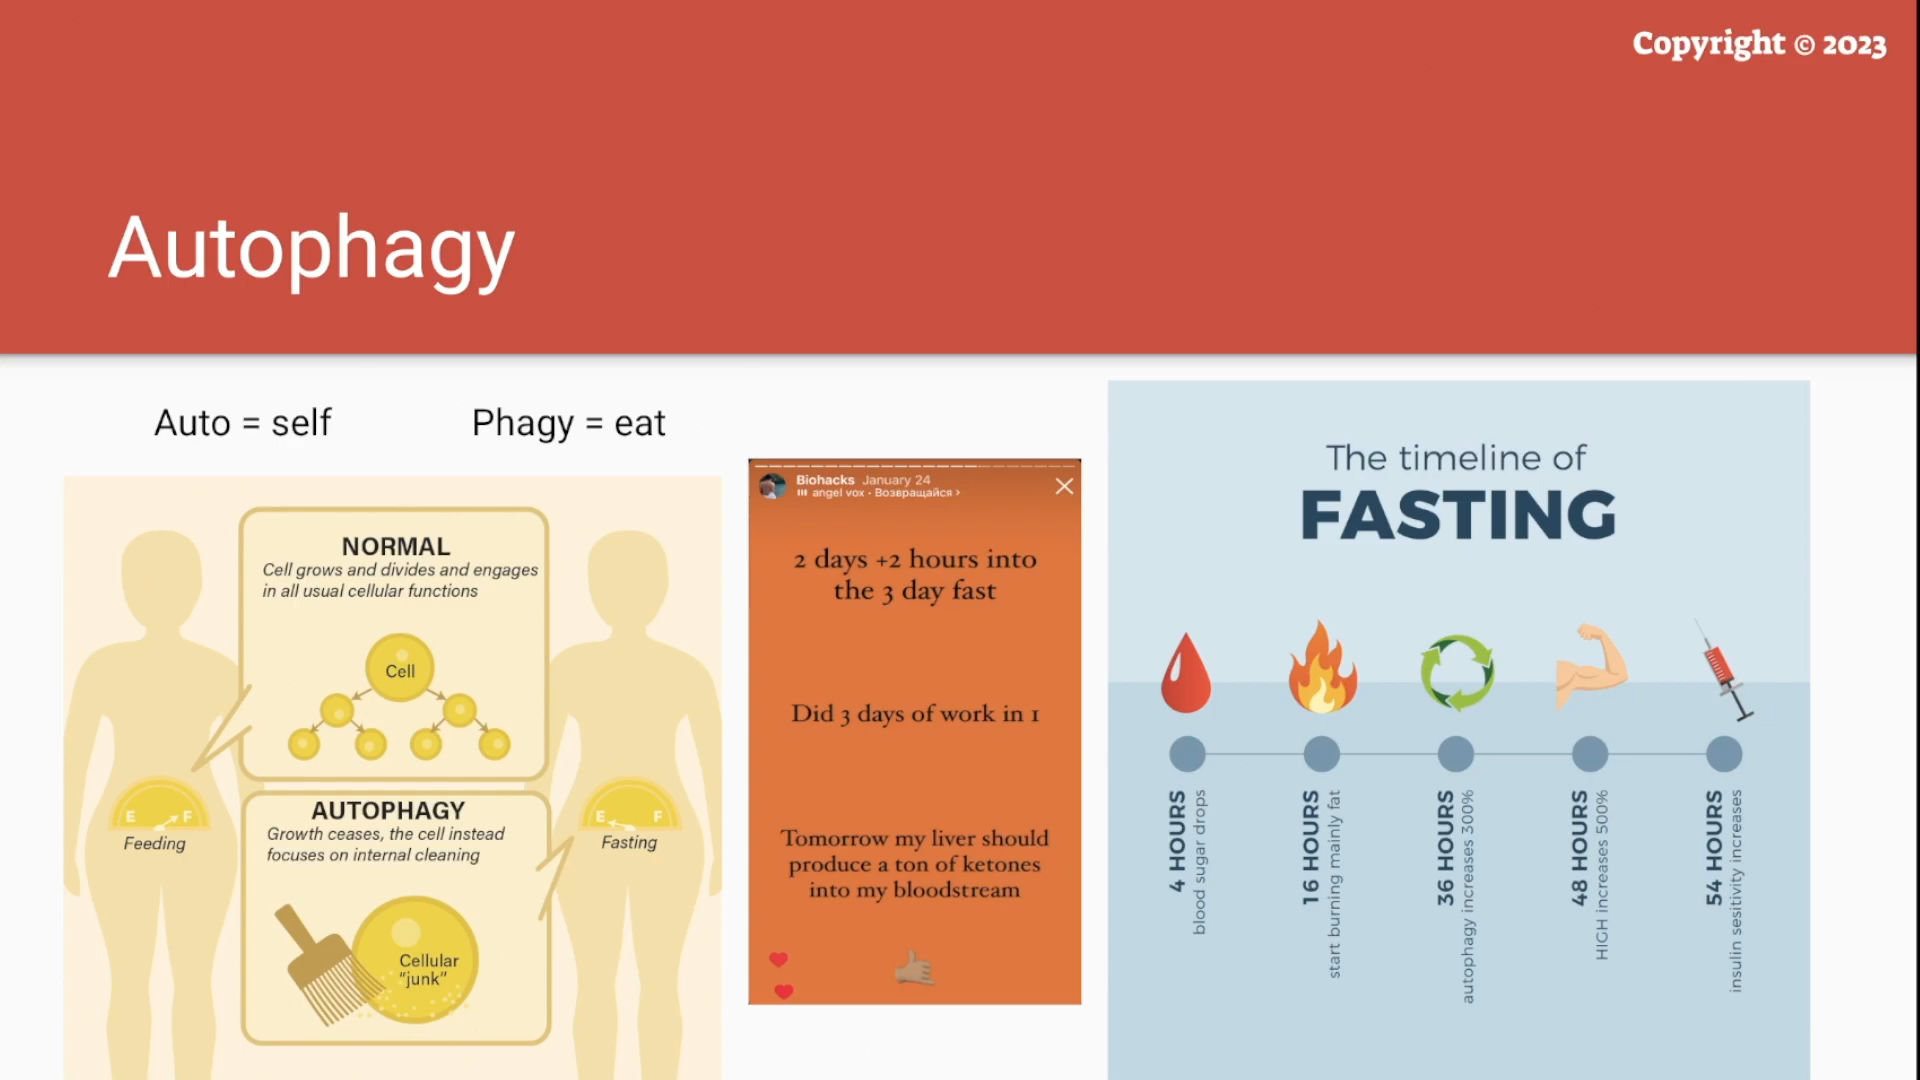 Copyright © 2023
Autophagy
Auto = self
Phagy = eat
NORMAL
Cell grows and divides and engages
in all usual cellular functions
Cell
E F
Feeding
AUTOPHAGY
Growth ceases, the cell instead
focuses on internal cleaning
Cellular
“junk”
E F
Fasting
Biohacks January 24
angel vox • Возвращайся ›
2 days +2 hours into
the 3 day fast
Did 3 days of work in 1
Tomorrow my liver should
produce a ton of ketones
into my bloodstream
The timeline of
FASTING
4 HOURS
blood sugar drops
16 HOURS
start burning mainly fat
36 HOURS
autophagy increases 300%
48 HOURS
HIGH increases 500%
54 HOURS
insulin sesitivity increases